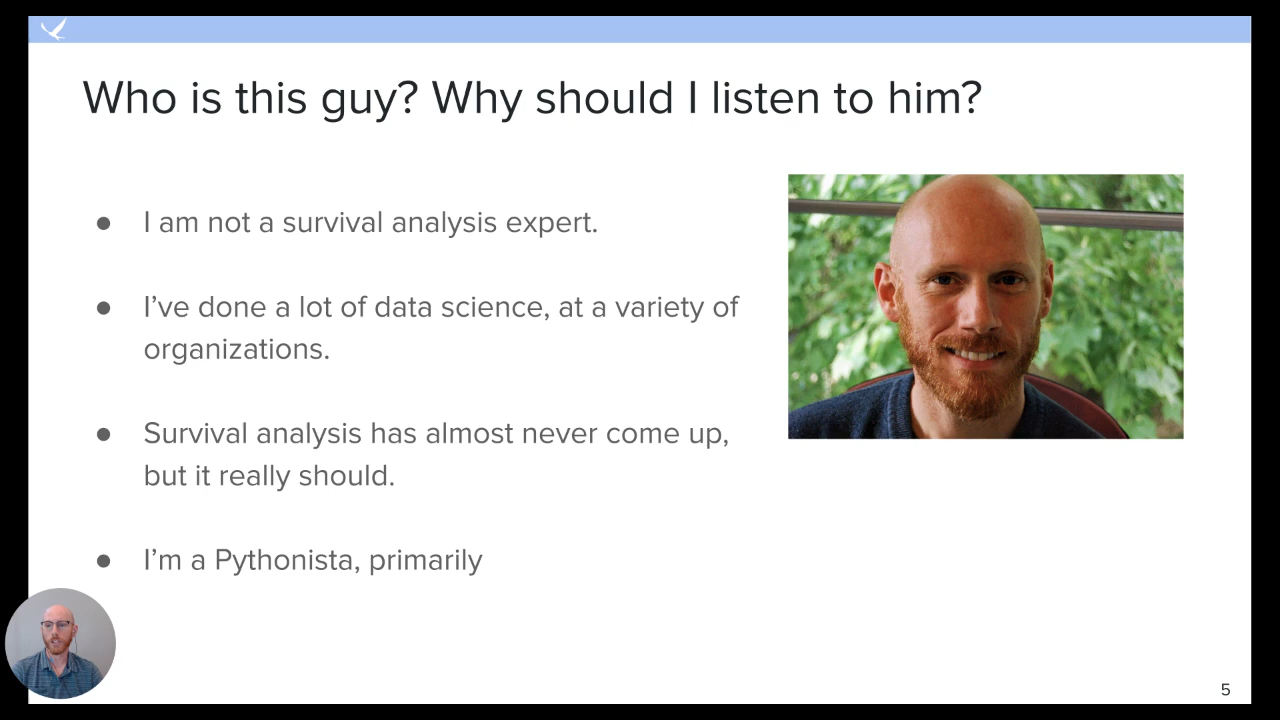 Who is this guy? Why should I listen to him?
● I am not a survival analysis expert.
● I’ve done a lot of data science, at a variety of
organizations.
● Survival analysis has almost never come up,
but it really should.
● I’m a Pythonista, primarily
5